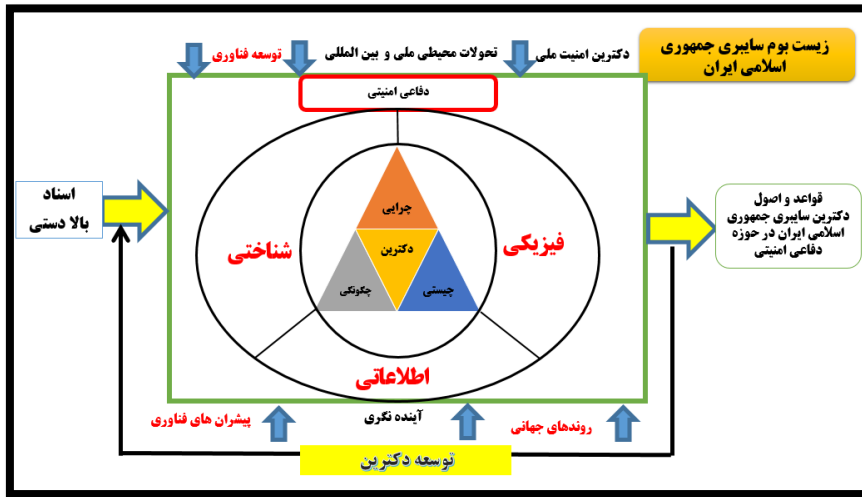 زیست بوم سایبری جمهوری
اسلامی ایران
دکترین امنیت ملی
تحولات محیطی ملی و بین المللی
توسعه فناوری
دفاعی امنیتی
اسناد
بالا دستی
فیزیکی
شناختی
اطلاعاتی
چرایی
دکترین
چیستی
چگونگی
قواعد و اصول
دکترین سایبری جمهوری
اسلامی ایران در حوزه
دفاعی امنیتی
روندهای جهانی
آینده نگری
پیشران های فناوری
توسعه دکترین